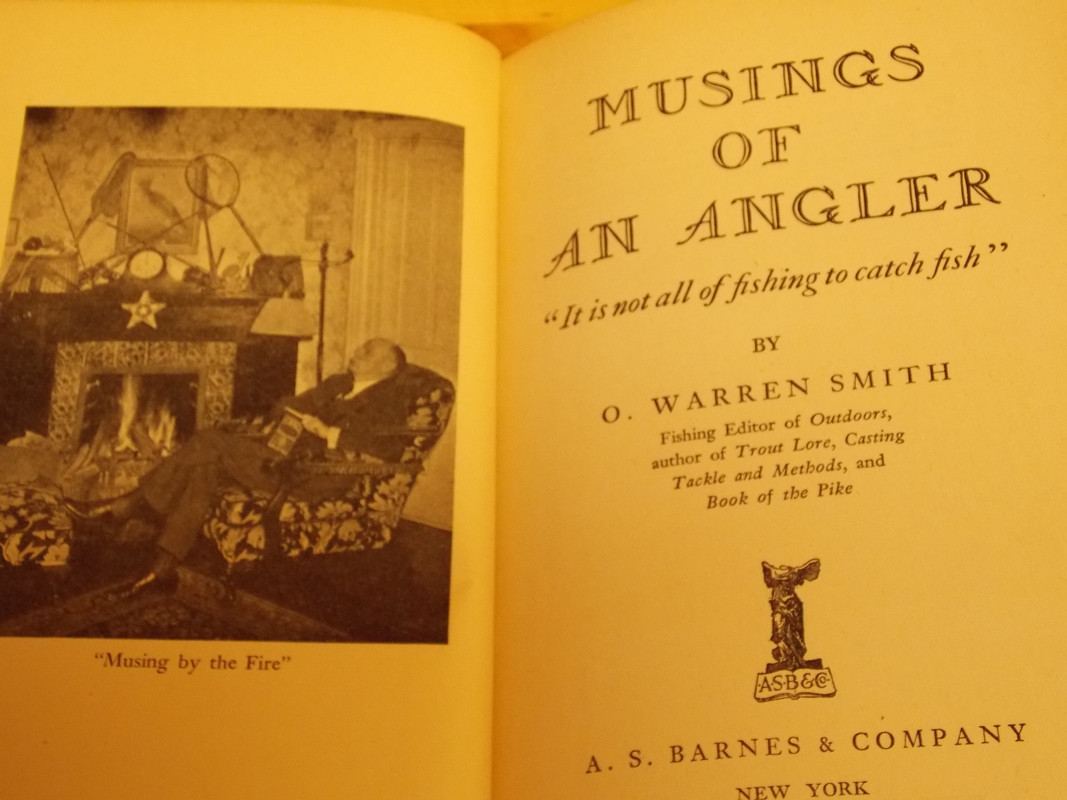 "Musing by the Fire"
MUSINGS
OF
AN ANGLER
“It is not all of fishing to catch fish”
BY
O. WARREN SMITH
Fishing Editor of Outdoors,
author of Trout Lore, Casting
Tackle and Methods, and
Book of the Pike
A·S·B&Co·
A. S. BARNES & COMPANY
NEW YORK